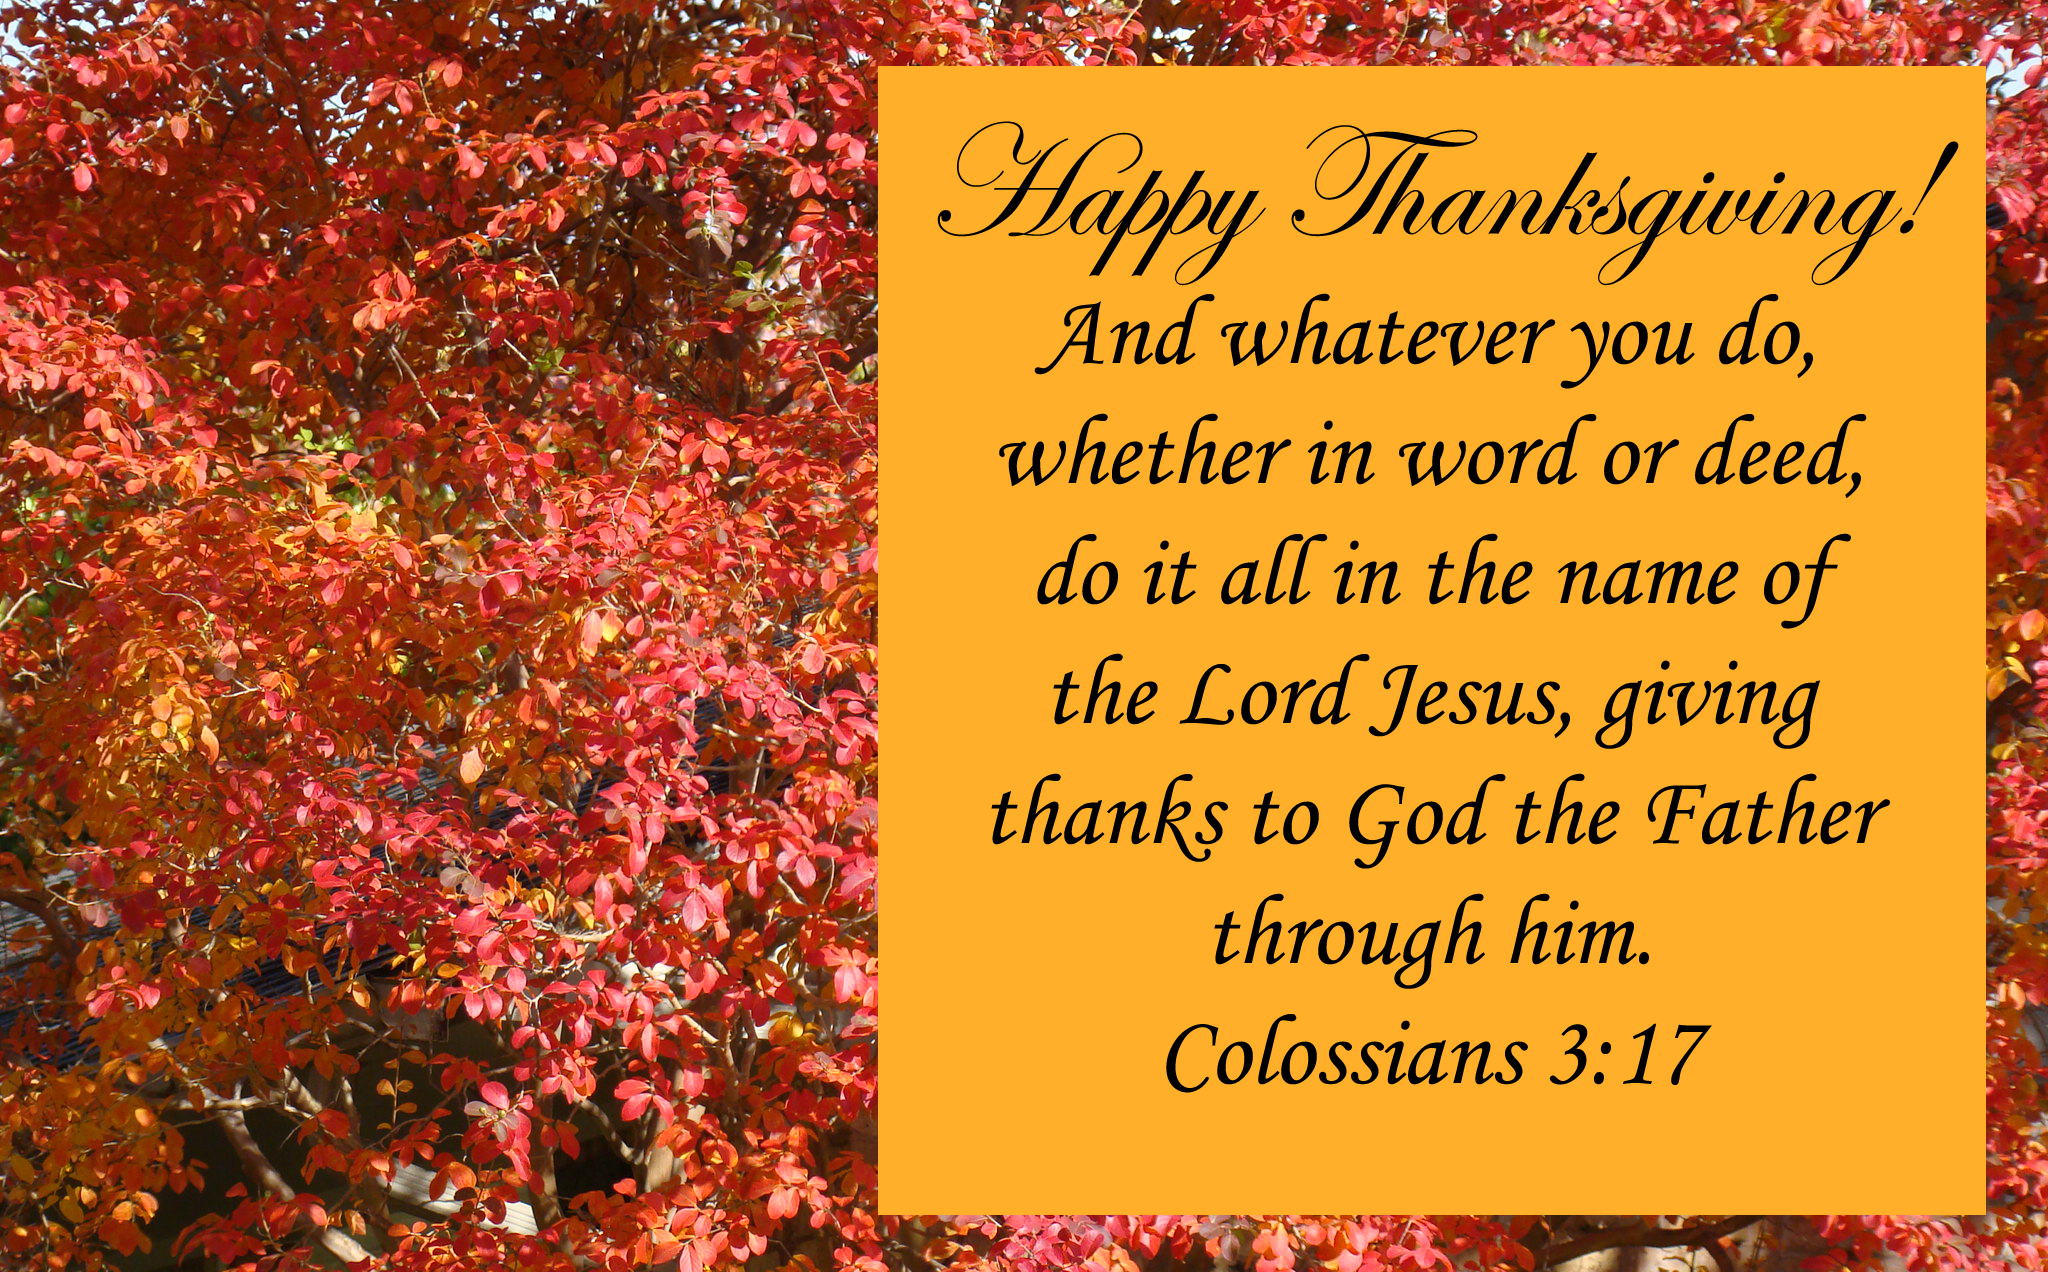 Happy Thanksgiving!
And whatever you do,
whether in word or deed,
do it all in the name of
the Lord Jesus, giving
thanks to God the Father
through him.
Colossians 3:17